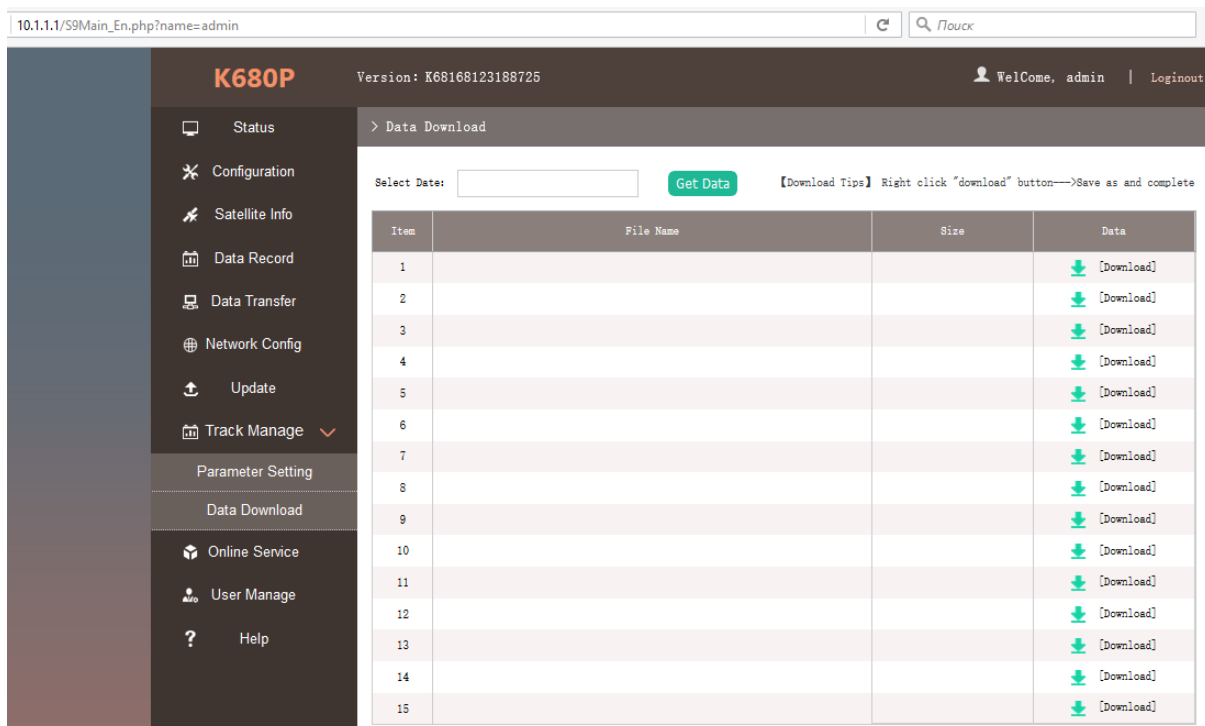 10.1.1.1/S9Main_En.php?name=admin
Поиск
K680P
Version: K68168123188725
WelCome, admin | Loginout
Status
Configuration
Satellite Info
Data Record
Data Transfer
Network Config
Update
Track Manage
Parameter Setting
Data Download
Online Service
User Manage
? Help
> Data Download
Select Date:
Get Data
【Download Tips】 Right click "download" button--->Save as and complete
Item File Name Size Data
1 [Download]
2 [Download]
3 [Download]
4 [Download]
5 [Download]
6 [Download]
7 [Download]
8 [Download]
9 [Download]
10 [Download]
11 [Download]
12 [Download]
13 [Download]
14 [Download]
15 [Download]